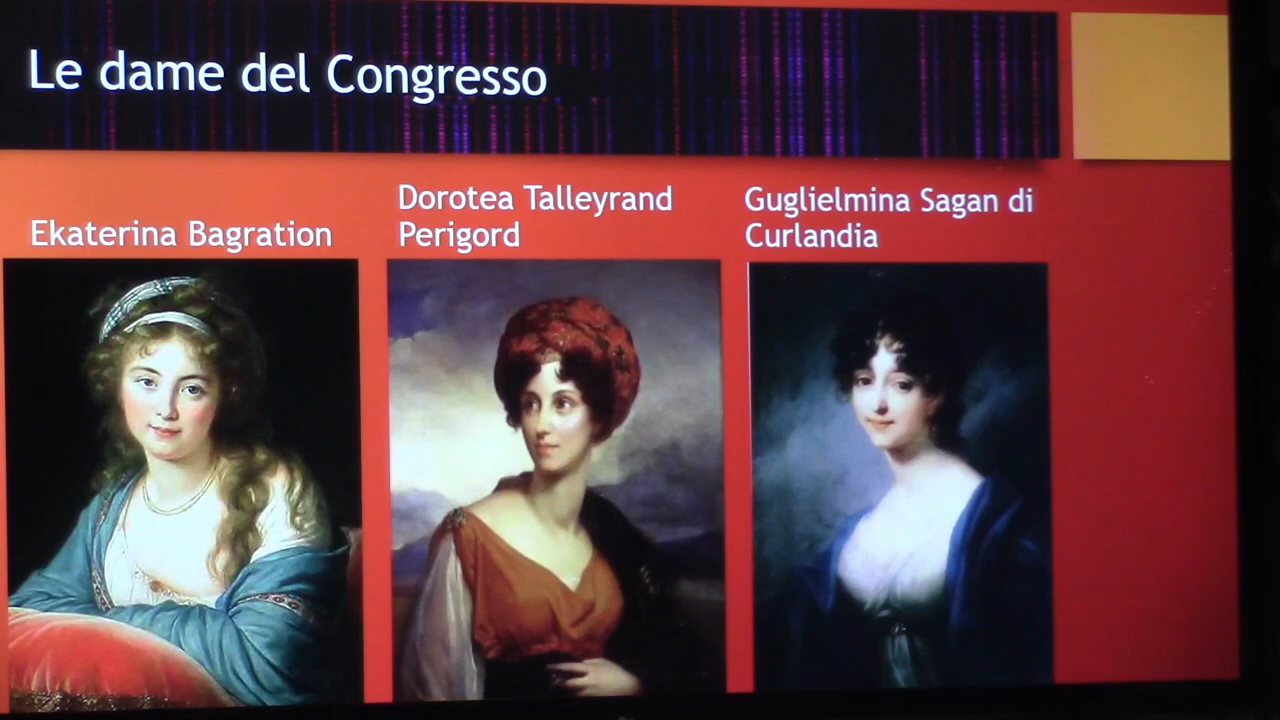 Le dame del Congresso
Ekaterina Bagration
Dorotea Talleyrand
Perigord
Guglielmina Sagan di
Curlandia